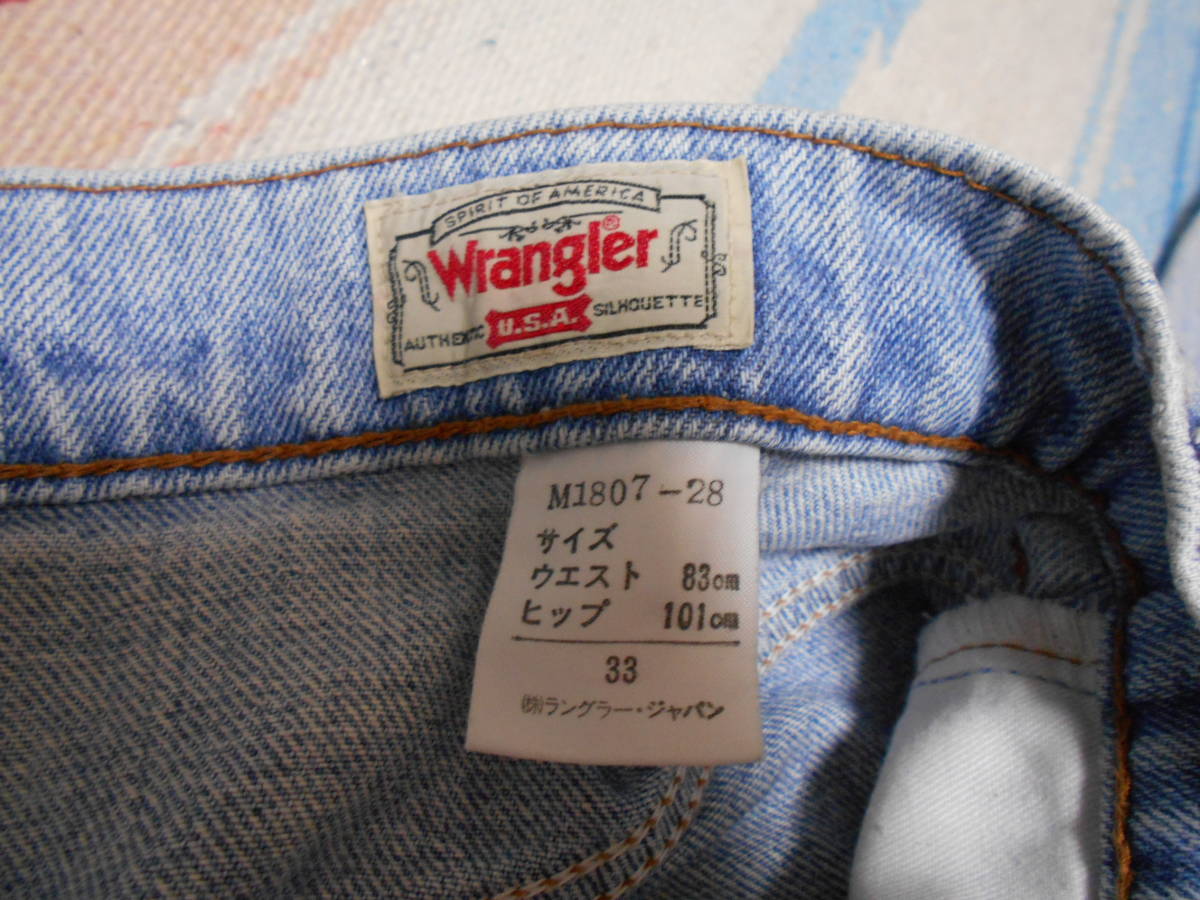 SPIRIT OF AMERICA
Wrangler®
AUTHENTIC U.S.A. SILHOUETTE
M1807-28
サイズ
ウエスト 83cm
ヒップ 101cm
33
㈱ラングラー・ジャパン